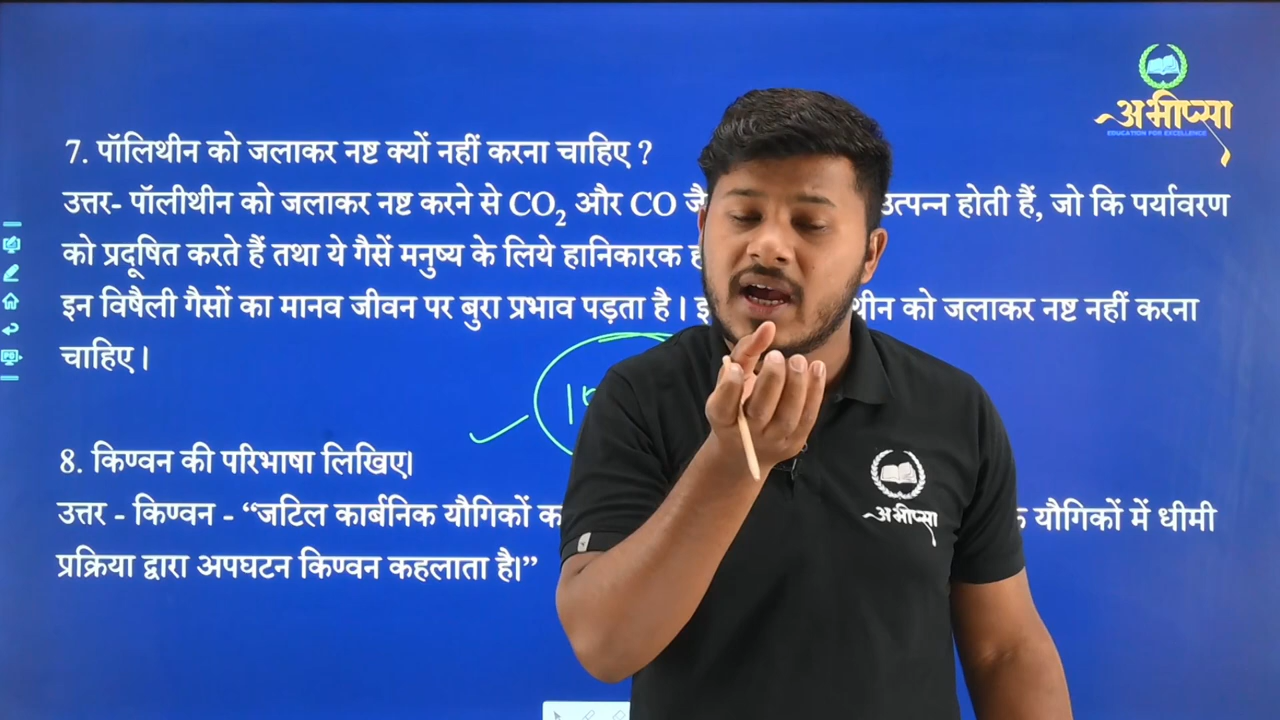 अभीप्सा
EDUCATION FOR EXCELLENCE
7. पॉलिथीन को जलाकर नष्ट क्यों नहीं करना चाहिए ?
उत्तर- पॉलीथीन को जलाकर नष्ट करने से CO₂ और CO उत्पन्न होती हैं, जो कि पर्यावरण
को प्रदूषित करते हैं तथा ये गैसें मनुष्य के लिये हानिकारक
इन विषैली गैसों का मानव जीवन पर बुरा प्रभाव पड़ता है। को जलाकर नष्ट नहीं करना
चाहिए।
8. किण्वन की परिभाषा लिखिए।
उत्तर - किण्वन - “जटिल कार्बनिक यौगिकों यौगिकों में धीमी
प्रक्रिया द्वारा अपघटन किण्वन कहलाता है।”
अभीप्सा